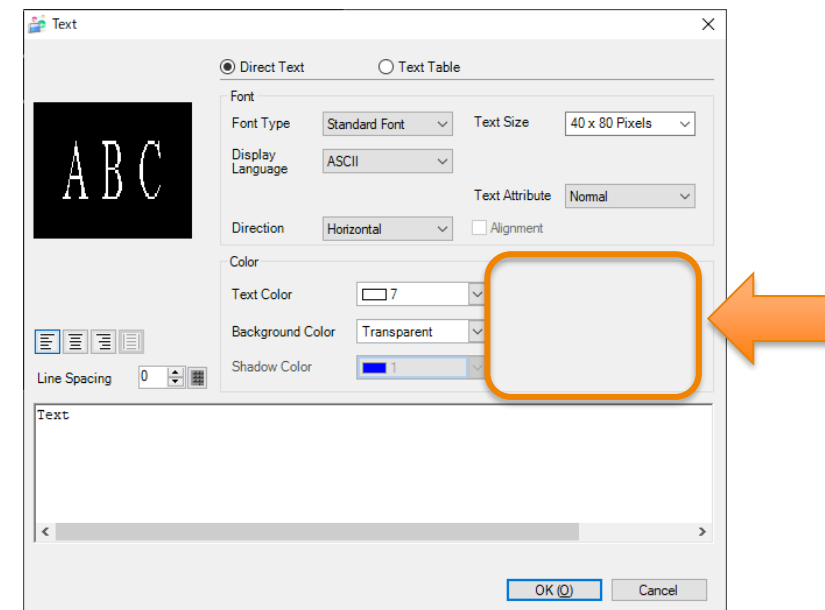 Text
Direct Text
Text Table
Font
Font Type
Standard Font
Text Size
40 x 80 Pixels
Display
Language
ASCII
Text Attribute
Normal
Direction
Horizontal
Alignment
ABC
Color
Text Color
7
Background Color
Transparent
Shadow Color
1
Line Spacing
0
Text
OK (O)
Cancel